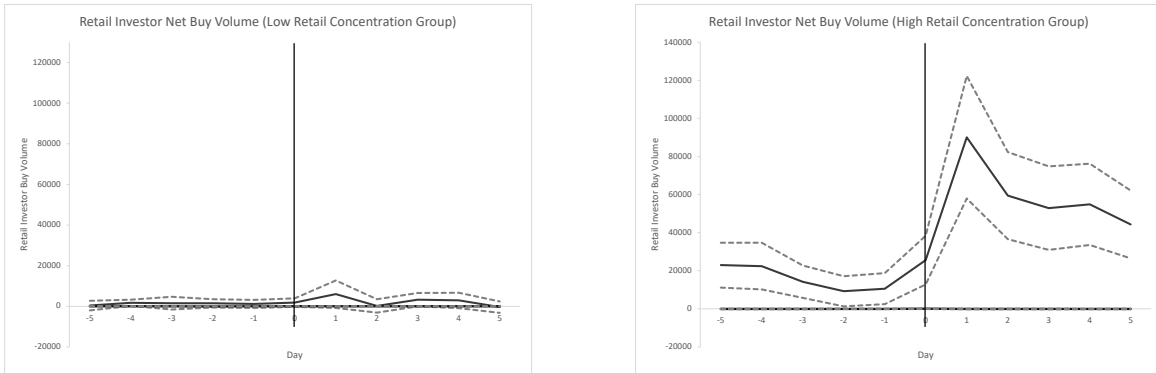 Retail Investor Net Buy Volume (Low Retail Concentration Group)
120000
100000
80000
60000
40000
20000
0
-20000
Retail Investor Buy Volume
-5 -4 -3 -2 -1 0 1 2 3 4 5
Day
Retail Investor Net Buy Volume (High Retail Concentration Group)
140000
120000
100000
80000
60000
40000
20000
0
-20000
Retail Investor Buy Volume
-5 -4 -3 -2 -1 0 1 2 3 4 5
Day